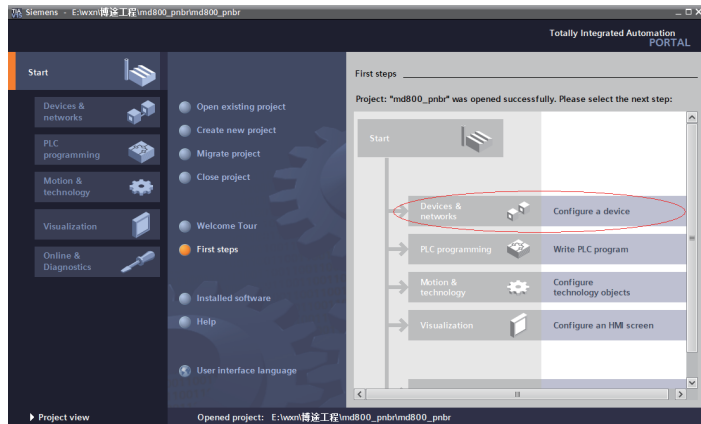 Siemens - E:\wxn\博途工程\md800_pnbr\md800_pnbr
Totally Integrated Automation
PORTAL
Start
Devices &
networks
PLC
programming
Motion &
technology
Visualization
Online &
Diagnostics
Open existing project
Create new project
Migrate project
Close project
Welcome Tour
First steps
Installed software
Help
User interface language
First steps
Project: "md800_pnbr" was opened successfully. Please select the next step:
Start
Devices &
networks
Configure a device
PLC programming
Write PLC program
Motion &
technology
Configure
technology objects
Visualization
Configure an HMI screen
Project view
Opened project: E:\wxn\博途工程\md800_pnbr\md800_pnbr